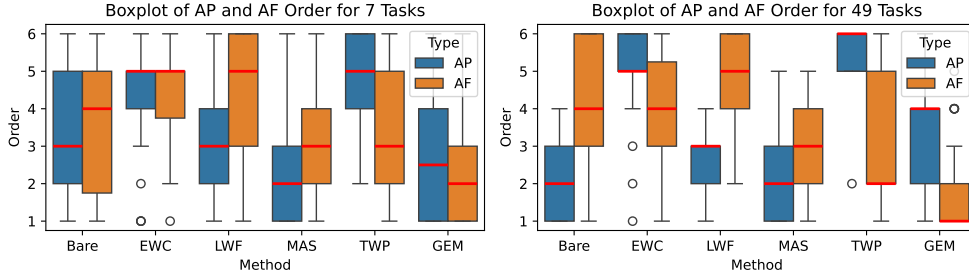 Boxplot of AP and AF Order for 7 Tasks
Order
6
5
4
3
2
1
Type
AP
AF
Bare EWC LWF MAS TWP GEM
Method
Boxplot of AP and AF Order for 49 Tasks
Order
6
5
4
3
2
1
Type
AP
AF
Bare EWC LWF MAS TWP GEM
Method